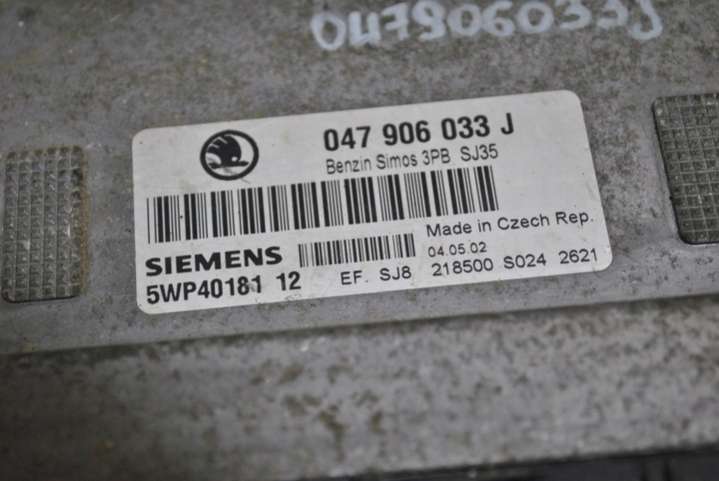 047906033J
047 906 033 J
Benzin Simos 3PB SJ35
Made in Czech Rep.
SIEMENS
04.05.02
5WP40181 12
EF. SJ8 218500 S024 2621